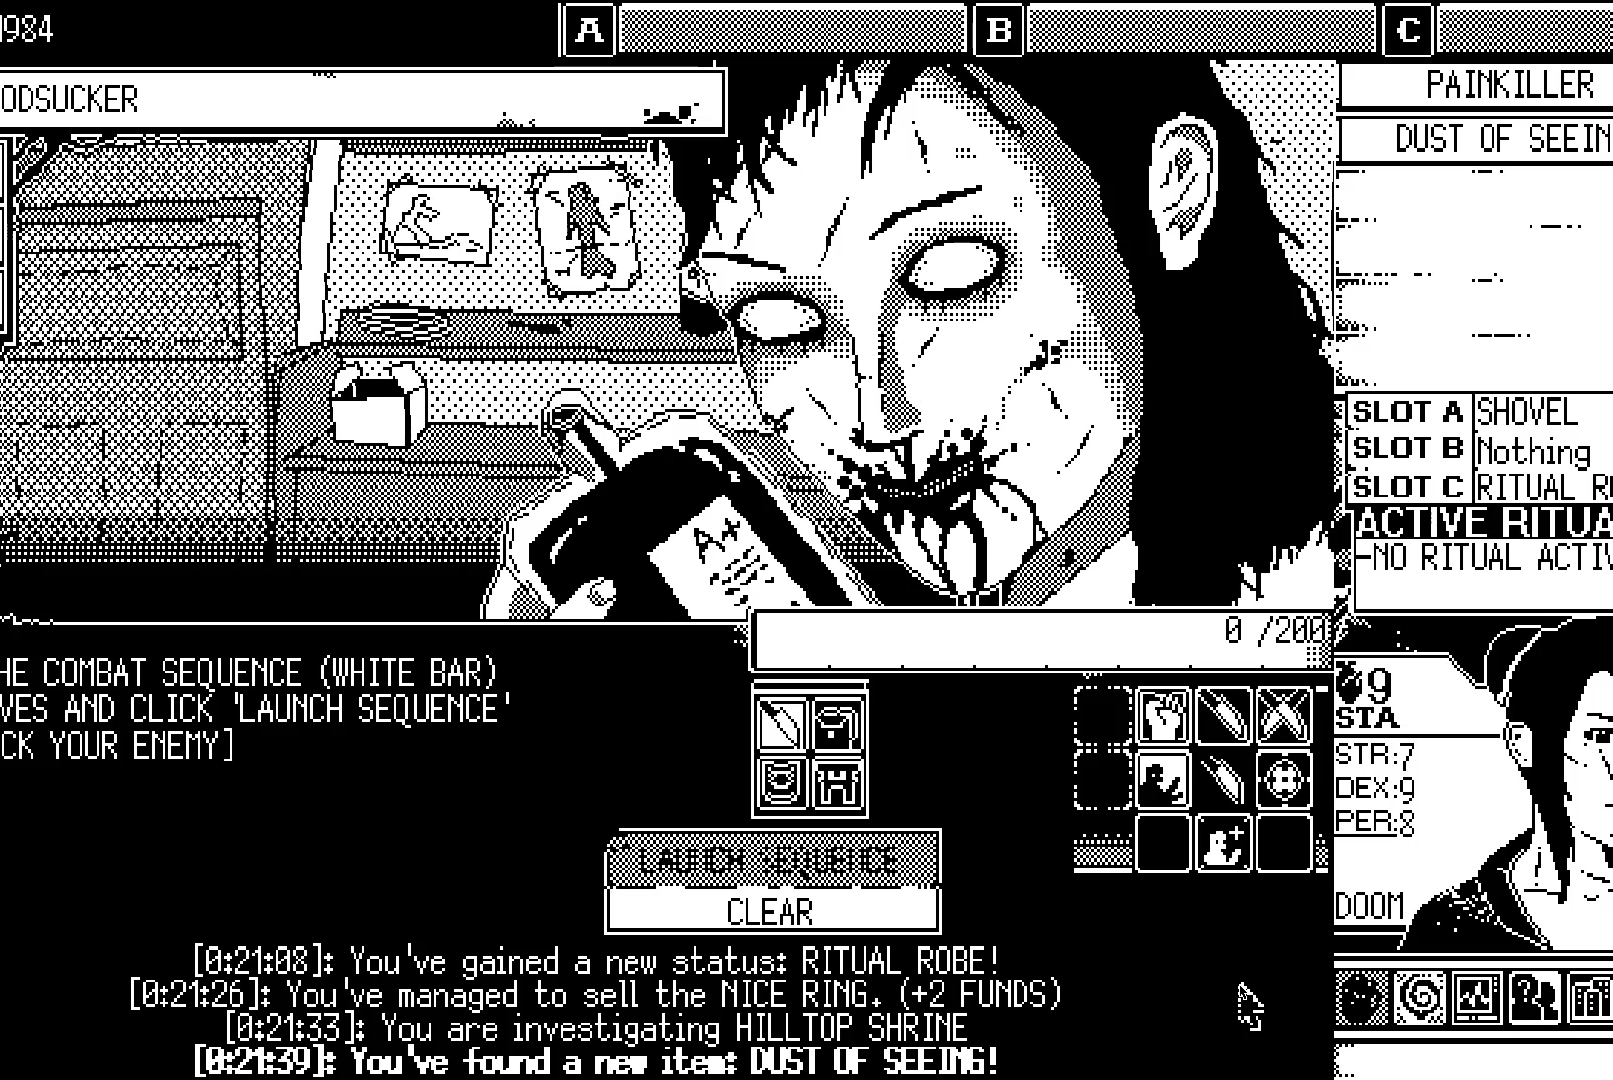 1984
A
B
C
ODSUCKER
PAINKILLER
DUST OF SEEIN
A+
SLOT A SHOVEL
SLOT B Nothing
SLOT C RITUAL R
ACTIVE RITUA
-NO RITUAL ACTIV
0 /200
HE COMBAT SEQUENCE (WHITE BAR)
VES AND CLICK 'LAUNCH SEQUENCE'
CK YOUR ENEMY]
09
STA
STR:7
DEX:9
PER:8
DOOM
LAUNCH SEQUENCE
CLEAR
[0:21:08]: You've gained a new status: RITUAL ROBE!
[0:21:26]: You've managed to sell the NICE RING. (+2 FUNDS)
[0:21:33]: You are investigating HILLTOP SHRINE
[0:21:39]: You've found a new item: DUST OF SEEING!